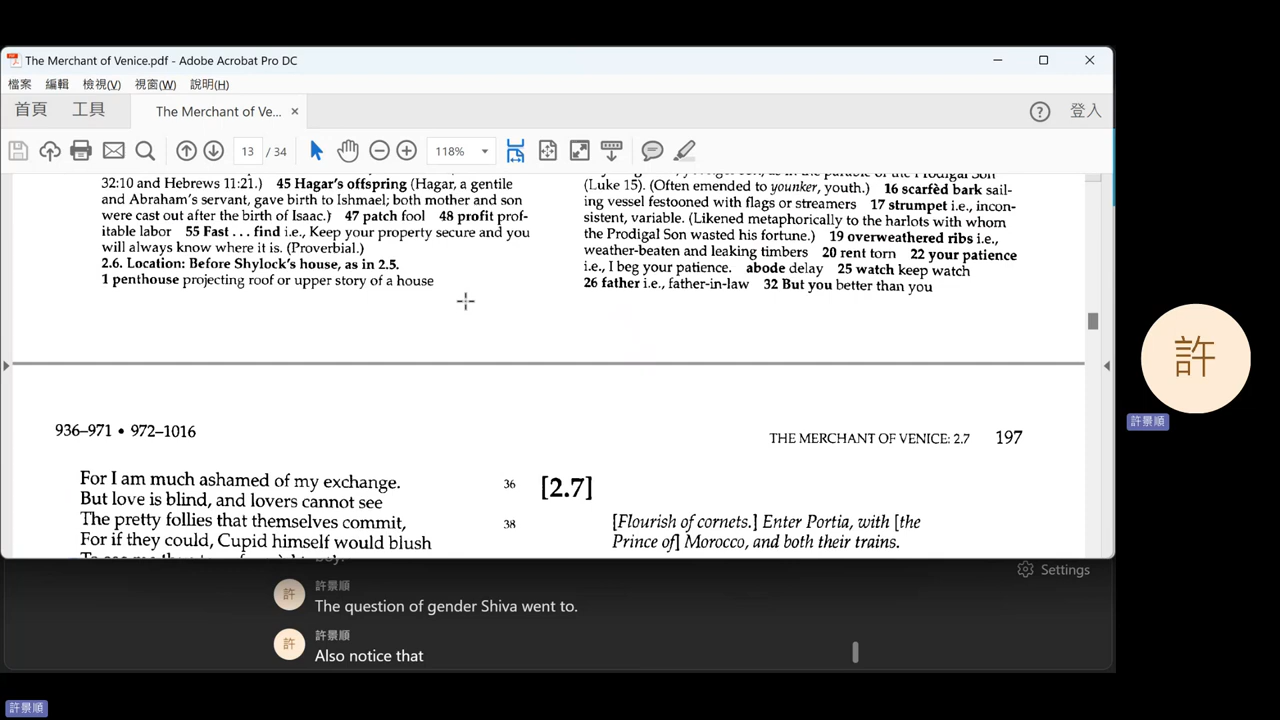 The Merchant of Venice.pdf - Adobe Acrobat Pro DC
檔案 編輯 檢視(V) 視窗(W) 說明(H)
首頁 工具 The Merchant of Ve... × ? 登入
13 / 34 118%
32:10 and Hebrews 11:21.) 45 Hagar's offspring (Hagar, a gentile
and Abraham's servant, gave birth to Ishmael; both mother and son
were cast out after the birth of Isaac.) 47 patch fool 48 profit prof-
itable labor 55 Fast . . . find i.e., Keep your property secure and you
will always know where it is. (Proverbial.)
2.6. Location: Before Shylock's house, as in 2.5.
1 penthouse projecting roof or upper story of a house
(Luke 15). (Often emended to younker, youth.) 16 scarfèd bark sail-
ing vessel festooned with flags or streamers 17 strumpet i.e., incon-
sistent, variable. (Likened metaphorically to the harlots with whom
the Prodigal Son wasted his fortune.) 19 overweathered ribs i.e.,
weather-beaten and leaking timbers 20 rent torn 22 your patience
i.e., I beg your patience. abode delay 25 watch keep watch
26 father i.e., father-in-law 32 But you better than you
936–971 • 972–1016
THE MERCHANT OF VENICE: 2.7 197
For I am much ashamed of my exchange. 36
But love is blind, and lovers cannot see
The pretty follies that themselves commit, 38
For if they could, Cupid himself would blush
[2.7]
[Flourish of cornets.] Enter Portia, with [the
Prince of] Morocco, and both their trains.
Settings
許 許景順
The question of gender Shiva went to.
許 許景順
Also notice that
許
許景順
許景順